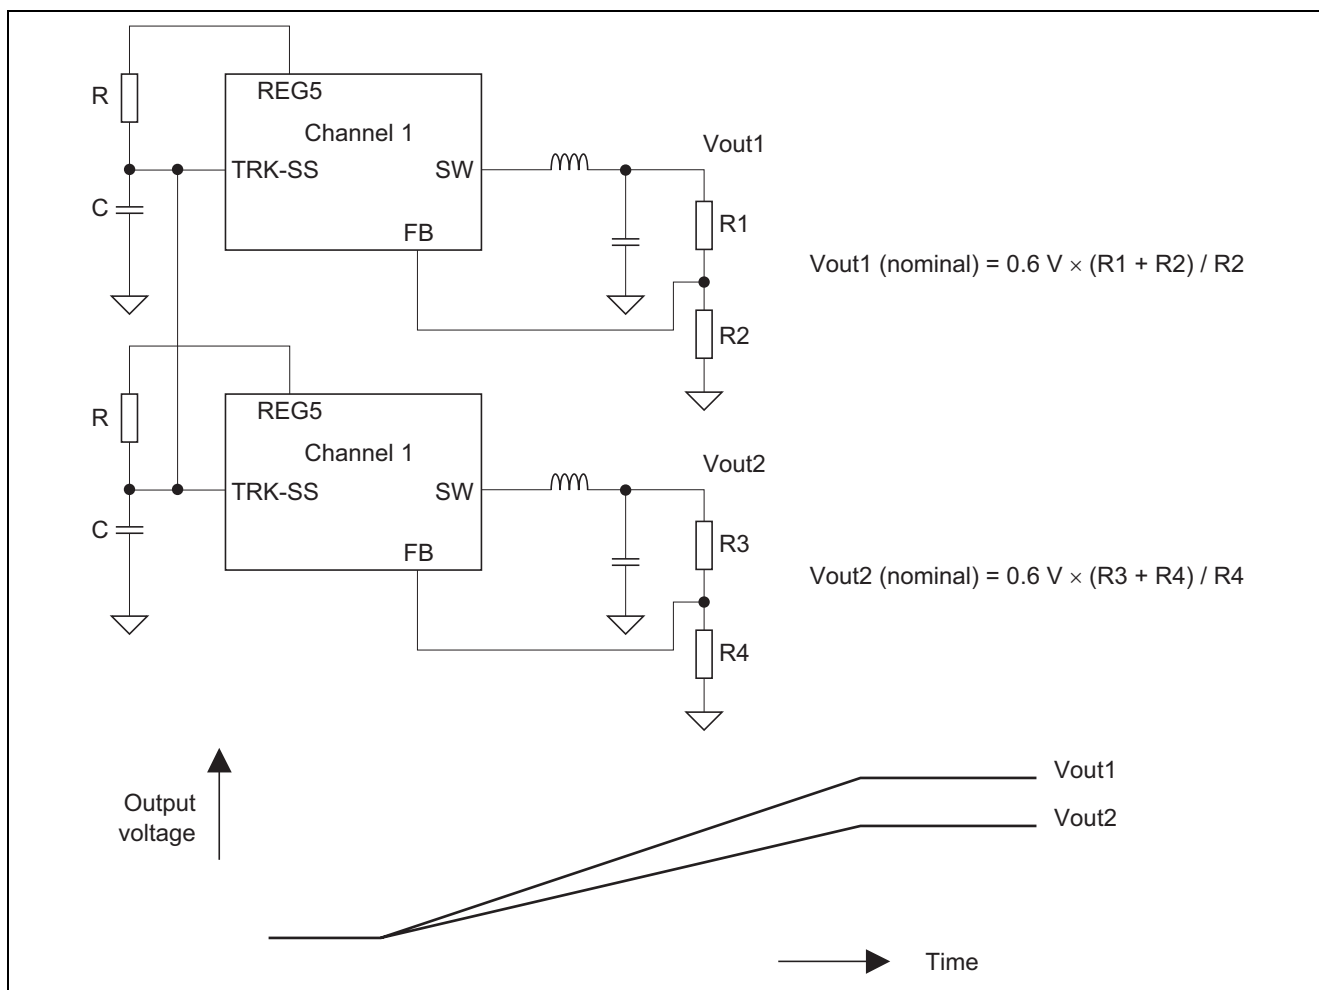 REG5
R
Channel 1
Vout1
TRK-SS
SW
C
R1
FB
Vout1 (nominal) = 0.6 V × (R1 + R2) / R2
R2
REG5
R
Channel 1
Vout2
TRK-SS
SW
C
R3
FB
Vout2 (nominal) = 0.6 V × (R3 + R4) / R4
R4
Vout1
Output
voltage
Vout2
Time